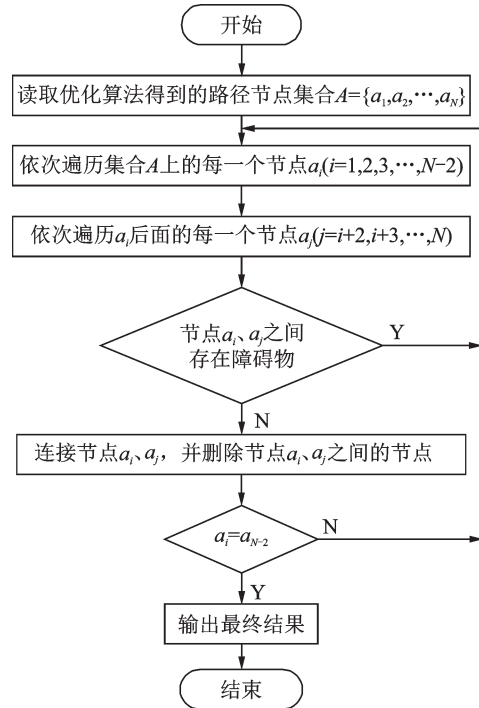 开始
读取优化算法得到的路径节点集合A={a₁,a₂,…,a_N}
依次遍历集合A上的每一个节点aᵢ(i=1,2,3,…,N−2)
依次遍历aᵢ后面的每一个节点aⱼ(j=i+2,i+3,…,N)
节点aᵢ、aⱼ之间
存在障碍物
Y
N
连接节点aᵢ、aⱼ，并删除节点aᵢ、aⱼ之间的节点
aᵢ=a_{N−2}
N
Y
输出最终结果
结束